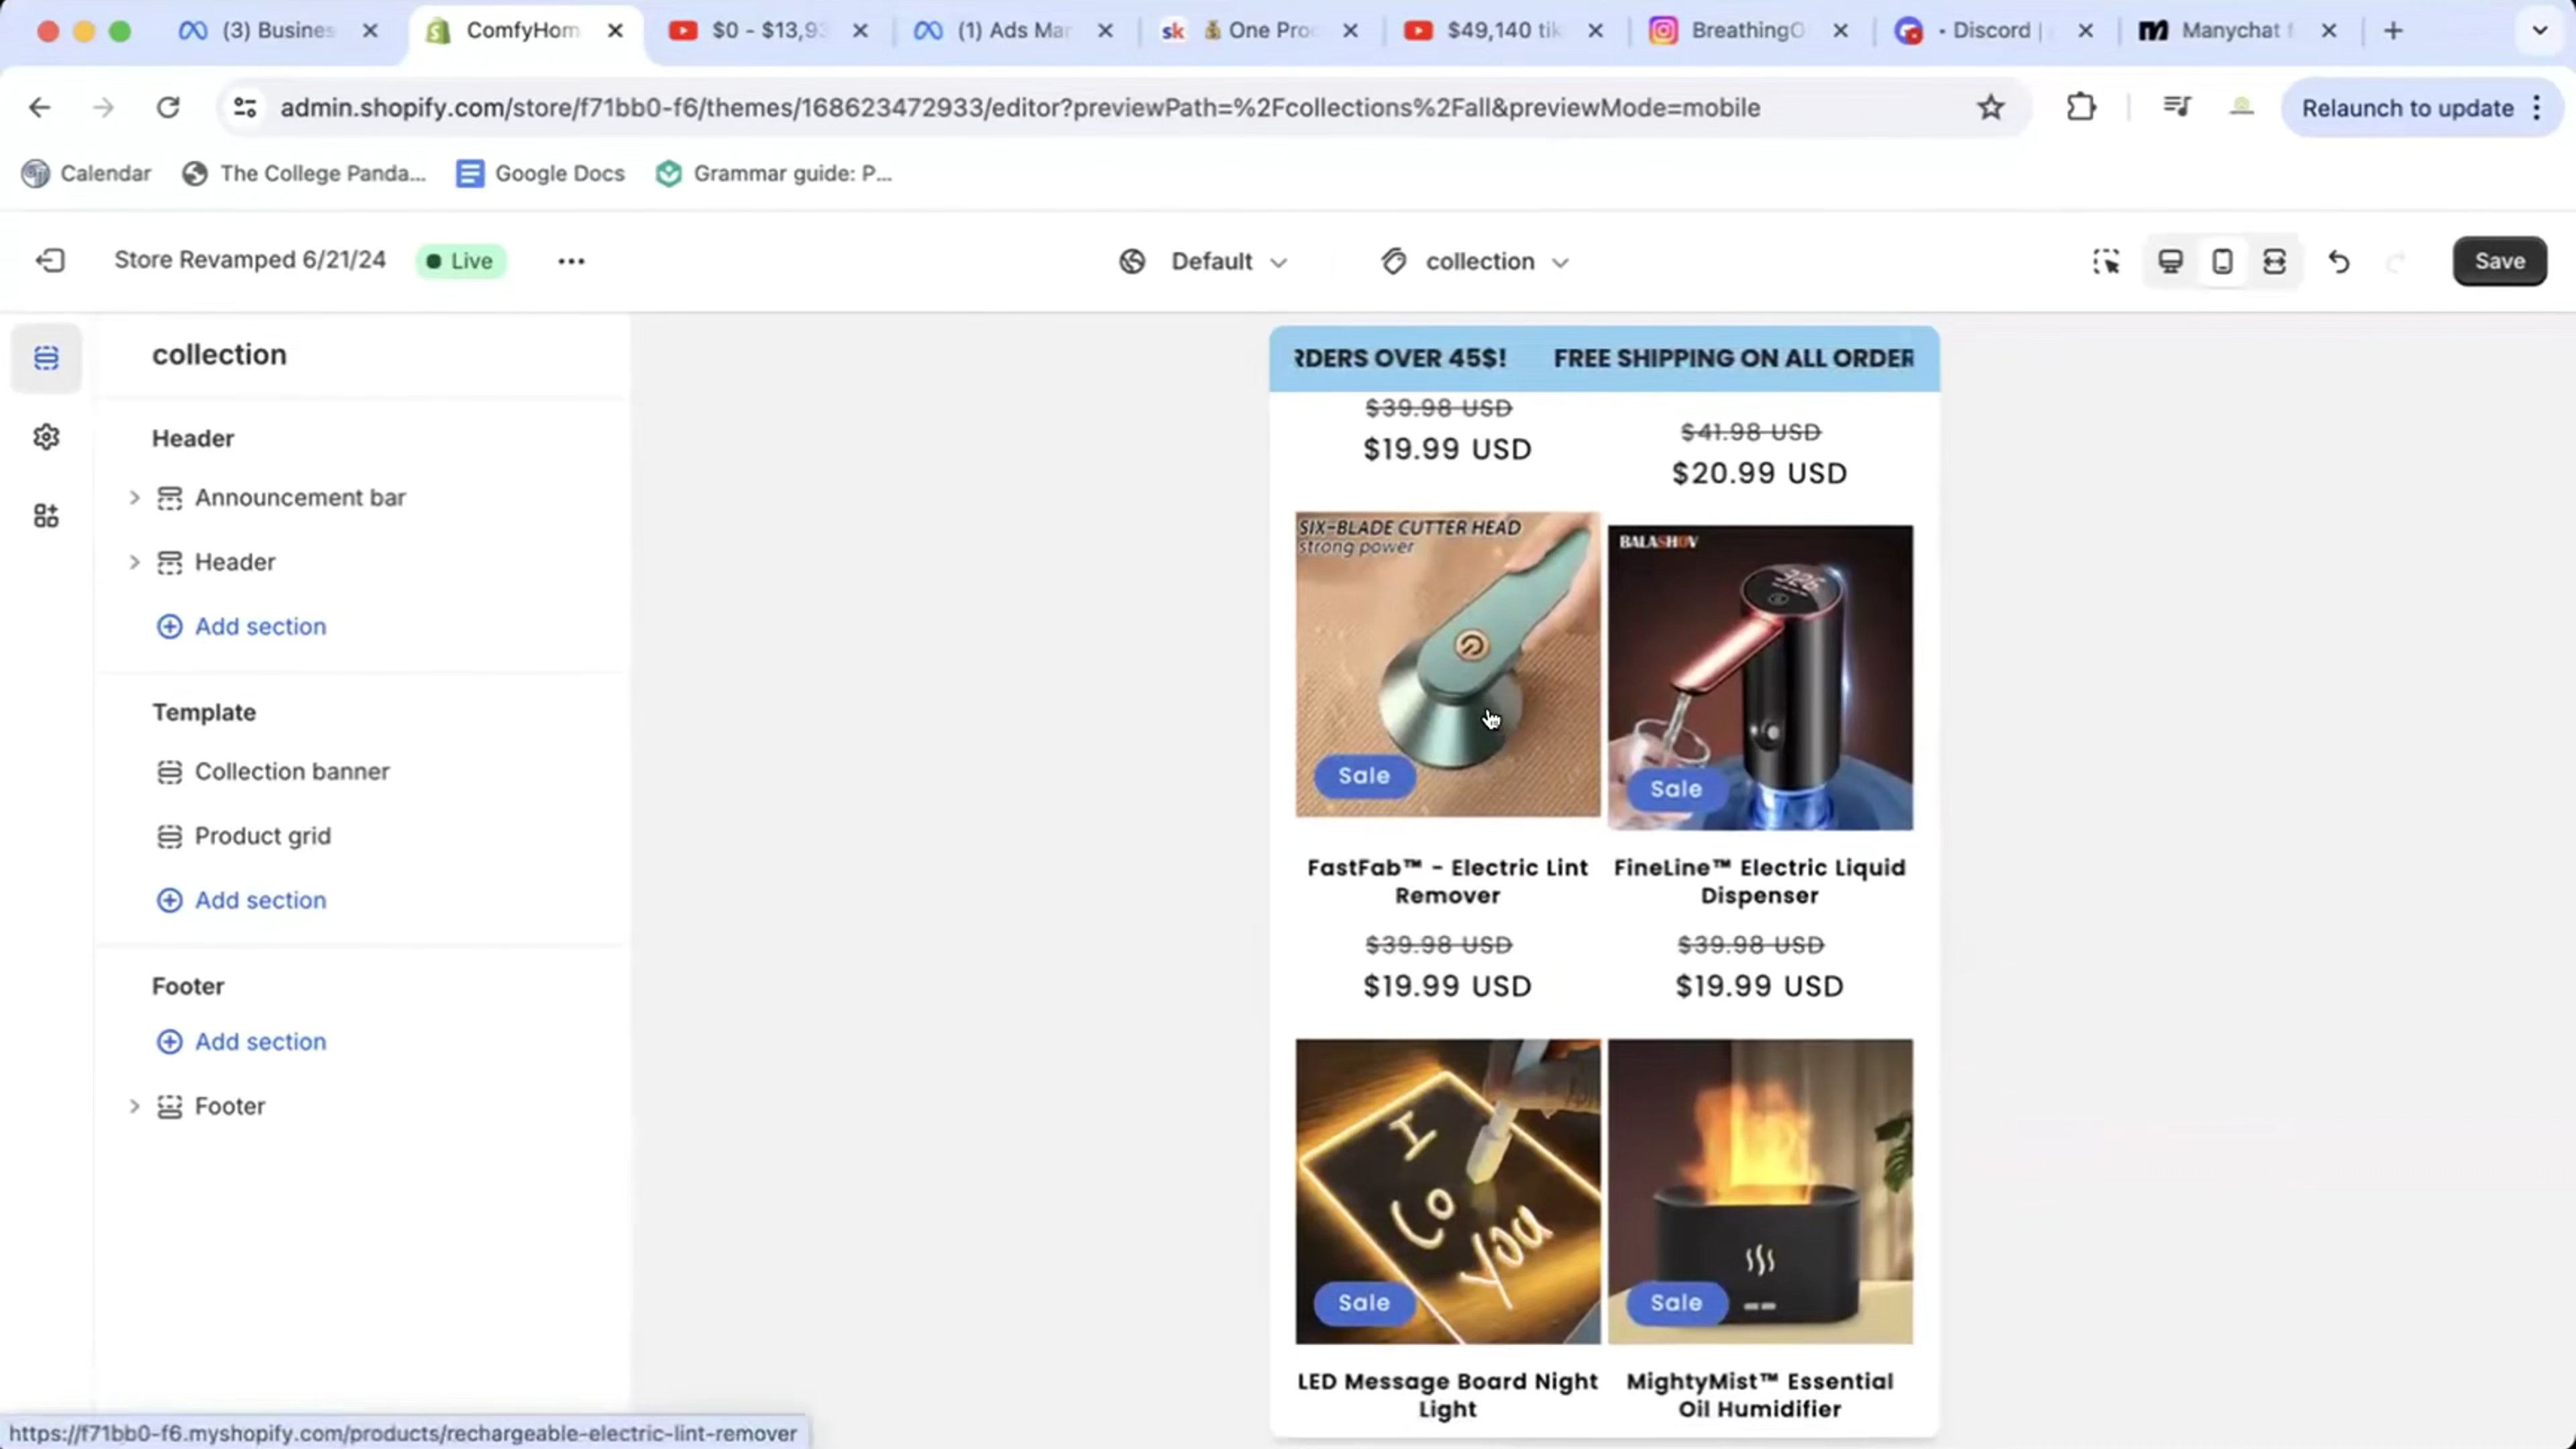 (3) Busines
ComfyHom
$0 - $13,93
(1) Ads Mar
sk
One Pro
$49,140 tik
BreathingO
- Discord |
Manychat f
admin.shopify.com/store/f71bb0-f6/themes/168623472933/editor?previewPath=%2Fcollections%2Fall&previewMode=mobile
Relaunch to update
Calendar
The College Panda...
Google Docs
Grammar guide: P...
Store Revamped 6/21/24
Live
Default
collection
Save
collection
Header
Announcement bar
Header
Add section
Template
Collection banner
Product grid
Add section
Footer
Add section
Footer
RDERS OVER 45$! FREE SHIPPING ON ALL ORDER
$39.98 USD
$19.99 USD
$41.98 USD
$20.99 USD
SIX-BLADE CUTTER HEAD
strong power
Sale
BALASHOV
326
Sale
FastFab™ - Electric Lint
Remover
$39.98 USD
$19.99 USD
FineLine™ Electric Liquid
Dispenser
$39.98 USD
$19.99 USD
I
Lo
you
Sale
Sale
LED Message Board Night
Light
MightyMist™ Essential
Oil Humidifier
https://f71bb0-f6.myshopify.com/products/rechargeable-electric-lint-remover